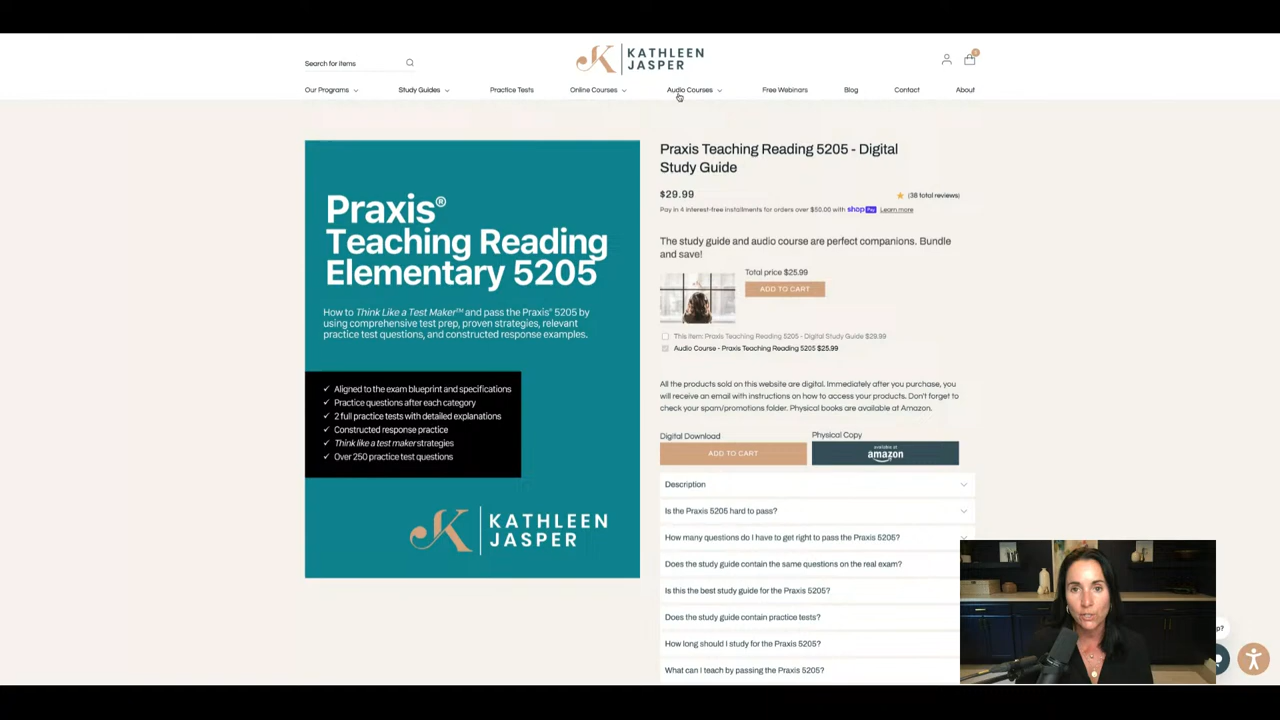 Search for items
KATHLEEN
JASPER
Our Programs
Study Guides
Practice Tests
Online Courses
Audio Courses
Free Webinars
Blog
Contact
About
Praxis®
Teaching Reading
Elementary 5205
How to Think Like a Test Maker™ and pass the Praxis® 5205 by
using comprehensive test prep, proven strategies, relevant
practice test questions, and constructed response examples.
✓ Aligned to the exam blueprint and specifications
✓ Practice questions after each category
✓ 2 full practice tests with detailed explanations
✓ Constructed response practice
✓ Think like a test maker strategies
✓ Over 250 practice test questions
KATHLEEN
JASPER
Praxis Teaching Reading 5205 - Digital
Study Guide
$29.99
(38 total reviews)
Pay in 4 interest-free installments for orders over $50.00 with shop Pay Learn more
The study guide and audio course are perfect companions. Bundle
and save!
Total price $25.99
ADD TO CART
This item: Praxis Teaching Reading 5205 - Digital Study Guide $29.99
Audio Course - Praxis Teaching Reading 5205 $25.99
All the products sold on this website are digital. Immediately after you purchase, you
will receive an email with instructions on how to access your products. Don't forget to
check your spam/promotions folder. Physical books are available at Amazon.
Digital Download
Physical Copy
ADD TO CART
available at
amazon
Description
Is the Praxis 5205 hard to pass?
How many questions do I have to get right to pass the Praxis 5205?
Does the study guide contain the same questions on the real exam?
Is this the best study guide for the Praxis 5205?
Does the study guide contain practice tests?
How long should I study for the Praxis 5205?
What can I teach by passing the Praxis 5205?